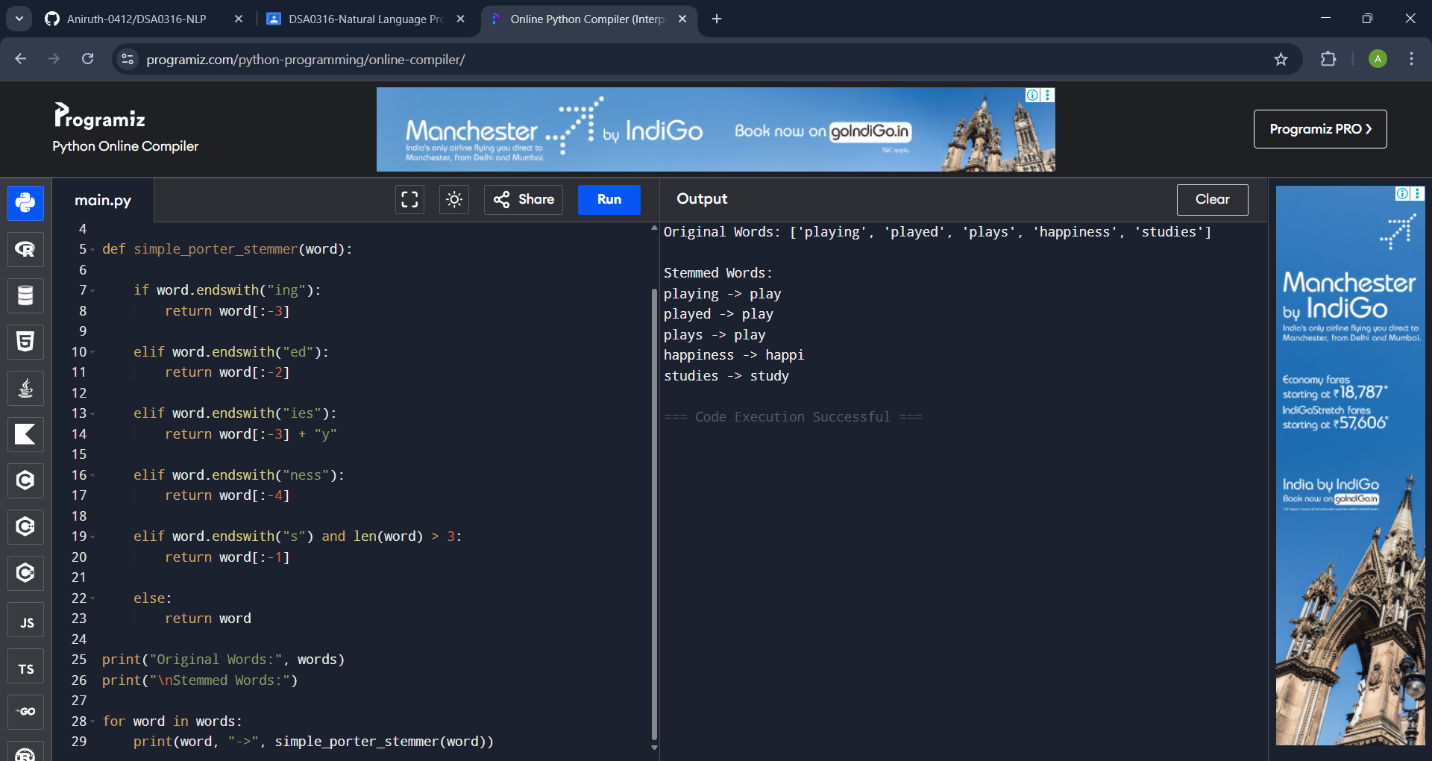 Aniruth-0412/DSA0316-NLP
DSA0316-Natural Language Pro
Online Python Compiler (Interp
programiz.com/python-programming/online-compiler/
A
Programiz
Python Online Compiler
Manchester by IndiGo
India's only airline flying you direct to
Manchester, from Delhi and Mumbai.
Book now on goIndiGo.in
T&C apply.
Programiz PRO >
main.py
Share
Run
Output
Clear
4
5 def simple_porter_stemmer(word):
6
7     if word.endswith("ing"):
8         return word[:-3]
9
10     elif word.endswith("ed"):
11         return word[:-2]
12
13     elif word.endswith("ies"):
14         return word[:-3] + "y"
15
16     elif word.endswith("ness"):
17         return word[:-4]
18
19     elif word.endswith("s") and len(word) > 3:
20         return word[:-1]
21
22     else:
23         return word
24
25 print("Original Words:", words)
26 print("\nStemmed Words:")
27
28 for word in words:
29     print(word, "->", simple_porter_stemmer(word))
JS
TS
GO
Original Words: ['playing', 'played', 'plays', 'happiness', 'studies']
Stemmed Words:
playing -> play
played -> play
plays -> play
happiness -> happi
studies -> study
=== Code Execution Successful ===
Manchester
by IndiGo
India's only airline flying you direct to
Manchester, from Delhi and Mumbai.
Economy fares
starting at ₹18,787*
IndiGoStretch fares
starting at ₹57,606*
India by IndiGo
Book now on goIndiGo.in